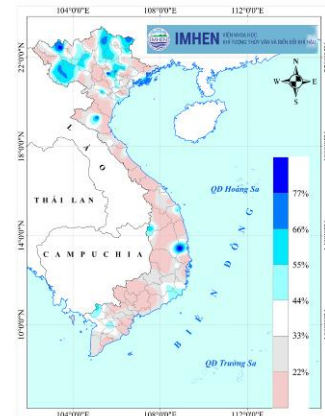 104°0'0"E 108°0'0"E 112°0'0"E
IMHEN
VIỆN KHOA HỌC
KHÍ TƯỢNG THỦY VĂN VÀ BIẾN ĐỔI KHÍ HẬU
22°0'0"N
N
W E
S
18°0'0"N
LÀO
QĐ Hoàng Sa
THÁI LAN
77%
14°0'0"N
66%
CAMPUCHIA
55%
44%
BIỂN ĐÔNG
10°0'0"N
33%
QĐ Trường Sa
22%
104°0'0"E 108°0'0"E 112°0'0"E